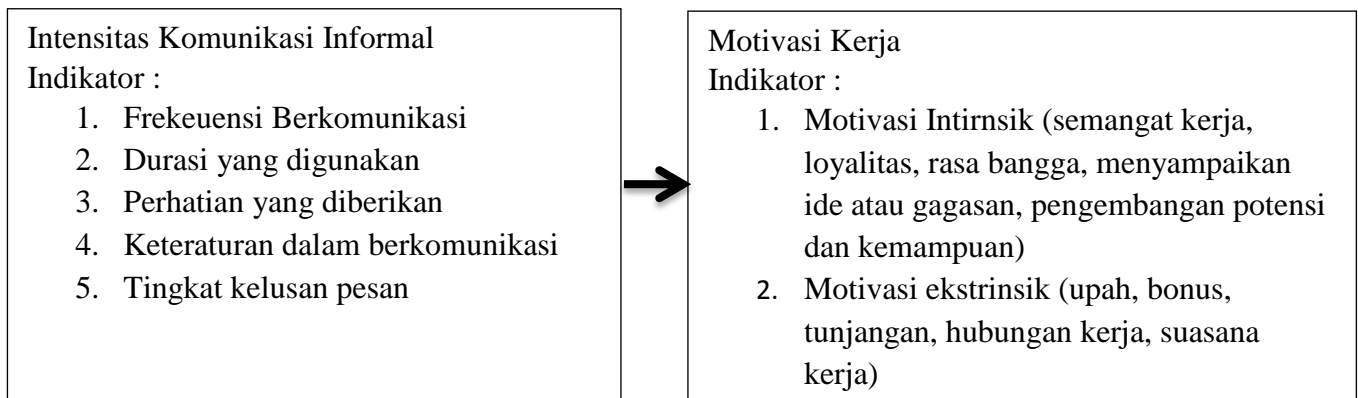 Intensitas Komunikasi Informal
Indikator :
1. Frekeuensi Berkomunikasi
2. Durasi yang digunakan
3. Perhatian yang diberikan
4. Keteraturan dalam berkomunikasi
5. Tingkat kelusan pesan
Motivasi Kerja
Indikator :
1. Motivasi Intirnsik (semangat kerja,
loyalitas, rasa bangga, menyampaikan
ide atau gagasan, pengembangan potensi
dan kemampuan)
2. Motivasi ekstrinsik (upah, bonus,
tunjangan, hubungan kerja, suasana
kerja)